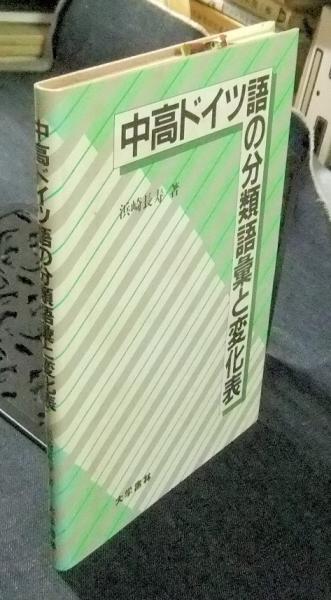 中高ドイツ語の分類語彙と変化表
浜崎長寿 著
大学書林
中高ドイツ語の分類語彙と変化表